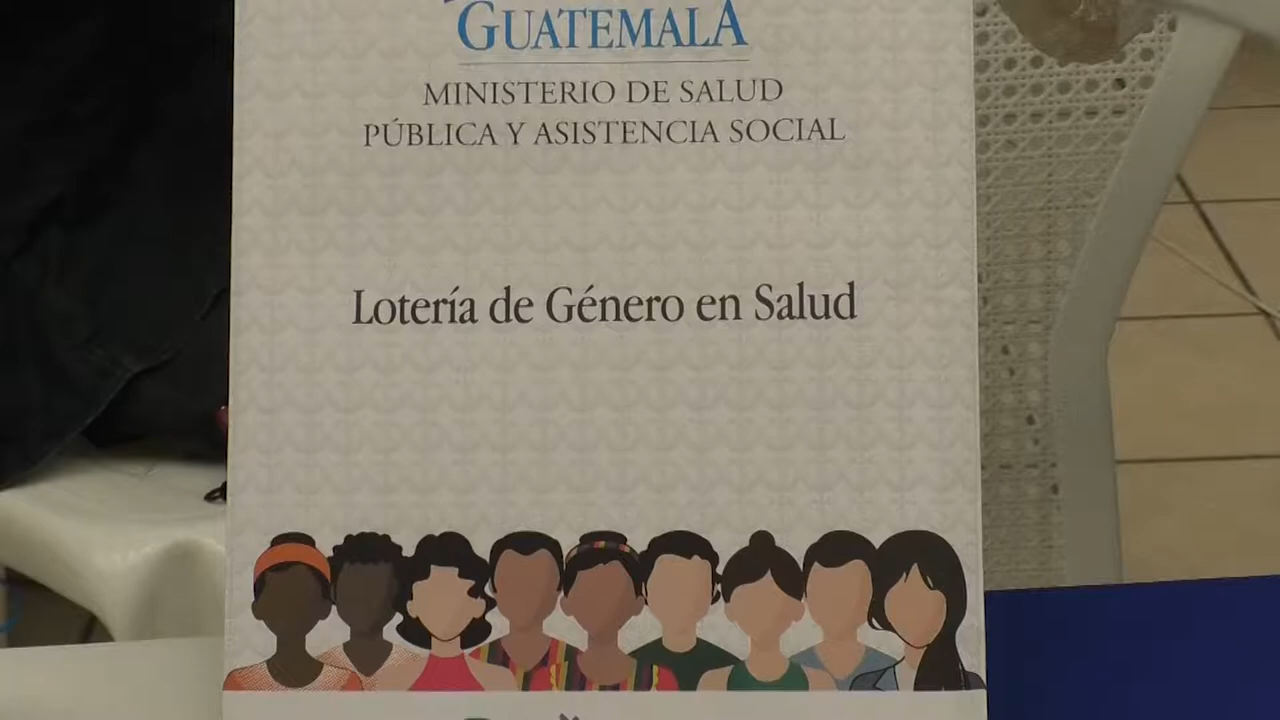 GUATEMALA
MINISTERIO DE SALUD
PÚBLICA Y ASISTENCIA SOCIAL
Lotería de Género en Salud